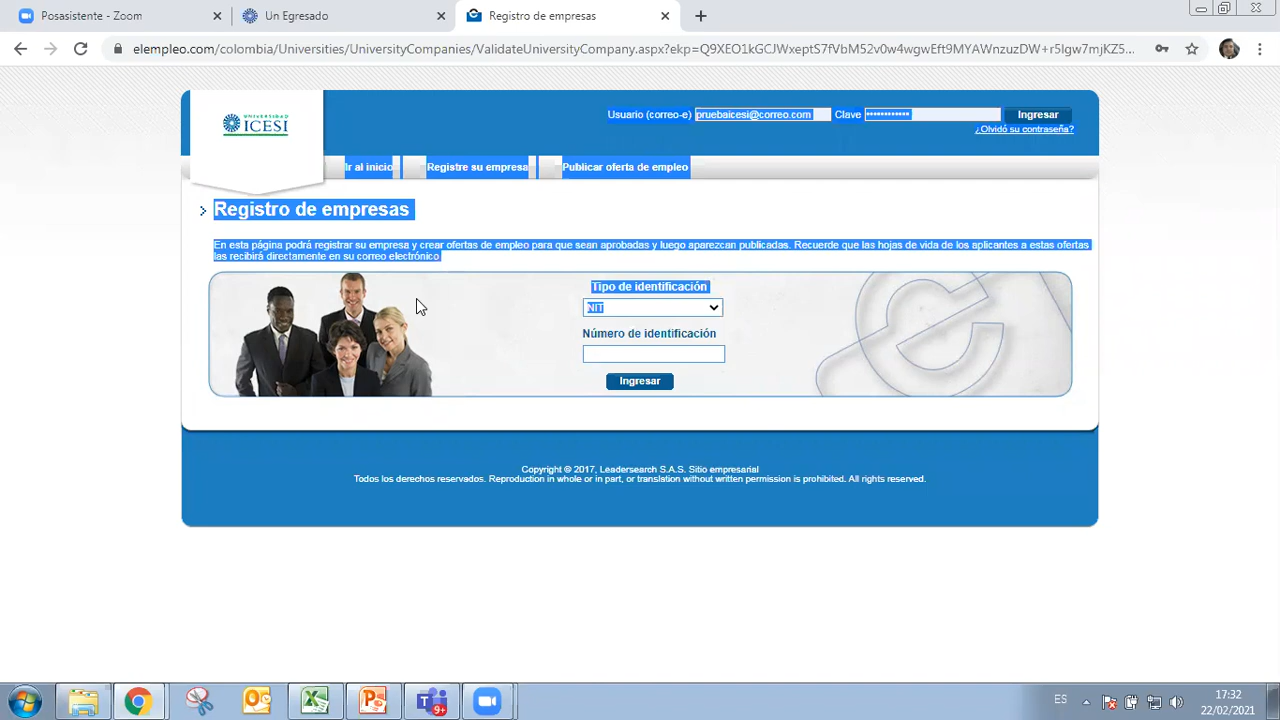 Posasistente - Zoom
Un Egresado
Registro de empresas
elempleo.com/colombia/Universities/UniversityCompanies/ValidateUniversityCompany.aspx?ekp=Q9XEO1kGCJWxeptS7fVbM52v0w4wgwEft9MYAWnzuzDW+r5lgw7mjKZ5...
UNIVERSIDAD
ICESI
Usuario (correo-e) pruebaicesi@correo.com Clave •••••••••••• Ingresar
¿Olvidó su contraseña?
Ir al inicio Registre su empresa Publicar oferta de empleo
Registro de empresas
En esta página podrá registrar su empresa y crear ofertas de empleo para que sean aprobadas y luego aparezcan publicadas. Recuerde que las hojas de vida de los aplicantes a estas ofertas
las recibirá directamente en su correo electrónico.
Tipo de identificación
NIT
Número de identificación
Ingresar
Copyright © 2017, Leadersearch S.A.S. Sitio empresarial
Todos los derechos reservados. Reproduction in whole or in part, or translation without written permission is prohibited. All rights reserved.
9+
ES
17:32
22/02/2021